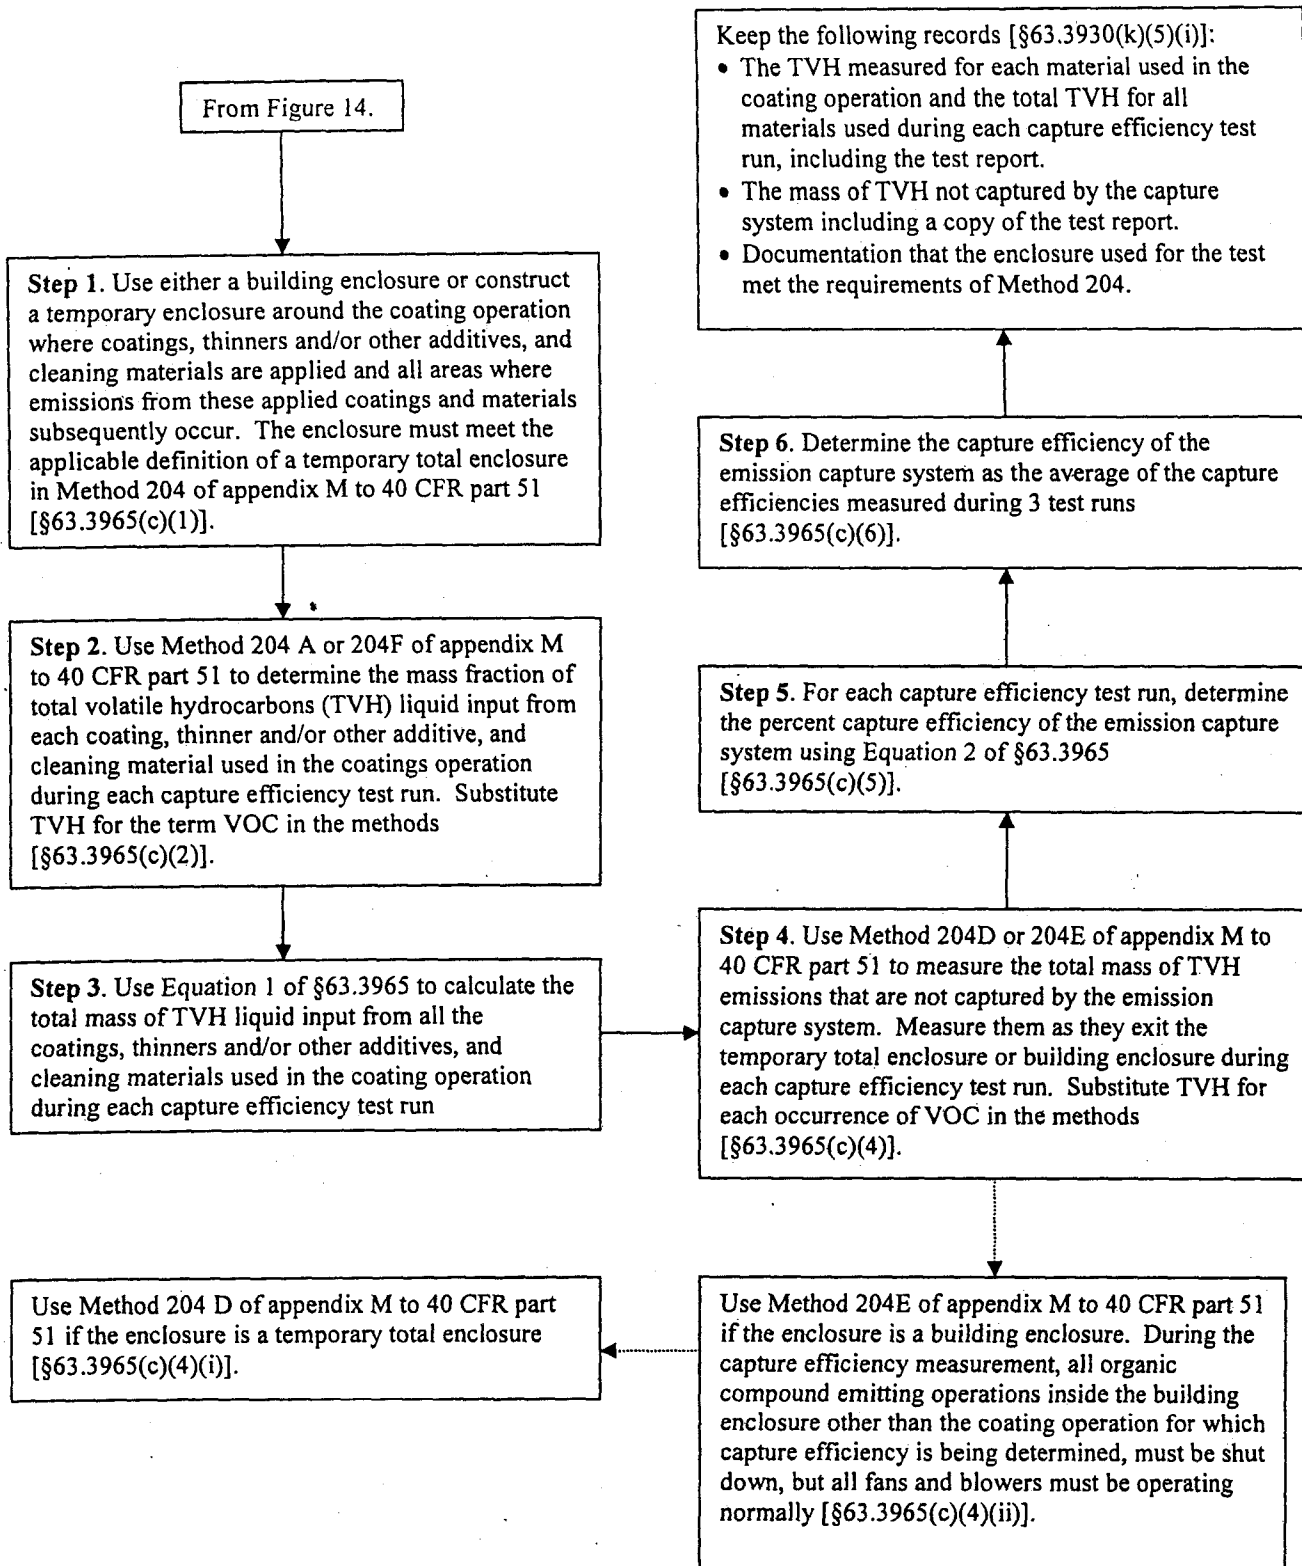 From Figure 14.
Step 1. Use either a building enclosure or construct
a temporary enclosure around the coating operation
where coatings, thinners and/or other additives, and
cleaning materials are applied and all areas where
emissions from these applied coatings and materials
subsequently occur. The enclosure must meet the
applicable definition of a temporary total enclosure
in Method 204 of appendix M to 40 CFR part 51
[§63.3965(c)(1)].
Step 2. Use Method 204 A or 204F of appendix M
to 40 CFR part 51 to determine the mass fraction of
total volatile hydrocarbons (TVH) liquid input from
each coating, thinner and/or other additive, and
cleaning material used in the coatings operation
during each capture efficiency test run. Substitute
TVH for the term VOC in the methods
[§63.3965(c)(2)].
Step 3. Use Equation 1 of §63.3965 to calculate the
total mass of TVH liquid input from all the
coatings, thinners and/or other additives, and
cleaning materials used in the coating operation
during each capture efficiency test run
Step 4. Use Method 204D or 204E of appendix M to
40 CFR part 51 to measure the total mass of TVH
emissions that are not captured by the emission
capture system. Measure them as they exit the
temporary total enclosure or building enclosure during
each capture efficiency test run. Substitute TVH for
each occurrence of VOC in the methods
[§63.3965(c)(4)].
Use Method 204E of appendix M to 40 CFR part 51
if the enclosure is a building enclosure. During the
capture efficiency measurement, all organic
compound emitting operations inside the building
enclosure other than the coating operation for which
capture efficiency is being determined, must be shut
down, but all fans and blowers must be operating
normally [§63.3965(c)(4)(ii)].
Use Method 204 D of appendix M to 40 CFR part
51 if the enclosure is a temporary total enclosure
[§63.3965(c)(4)(i)].
Step 5. For each capture efficiency test run, determine
the percent capture efficiency of the emission capture
system using Equation 2 of §63.3965
[§63.3965(c)(5)].
Step 6. Determine the capture efficiency of the
emission capture system as the average of the capture
efficiencies measured during 3 test runs
[§63.3965(c)(6)].
Keep the following records [§63.3930(k)(5)(i)]:
• The TVH measured for each material used in the
coating operation and the total TVH for all
materials used during each capture efficiency test
run, including the test report.
• The mass of TVH not captured by the capture
system including a copy of the test report.
• Documentation that the enclosure used for the test
met the requirements of Method 204.